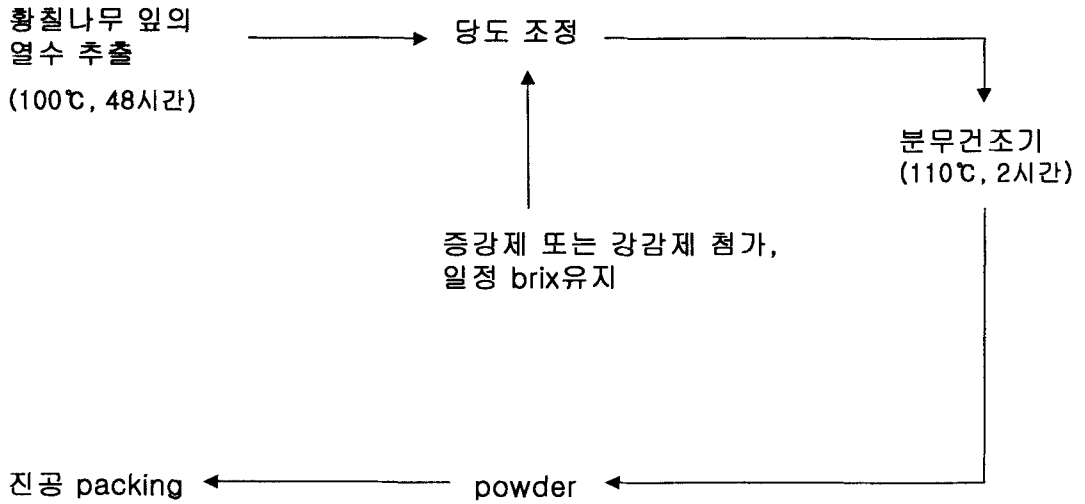 황칠나무 잎의
열수 추출
(100℃, 48시간)
당도 조정
분무건조기
(110℃, 2시간)
증강제 또는 강감제 첨가,
일정 brix유지
진공 packing
powder